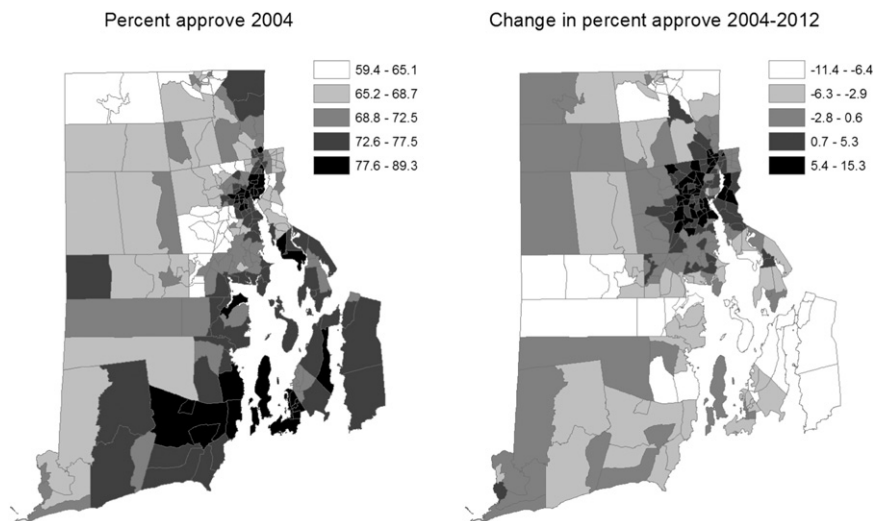 Percent approve 2004
59.4 - 65.1
65.2 - 68.7
68.8 - 72.5
72.6 - 77.5
77.6 - 89.3
Change in percent approve 2004-2012
-11.4 - -6.4
-6.3 - -2.9
-2.8 - 0.6
0.7 - 5.3
5.4 - 15.3